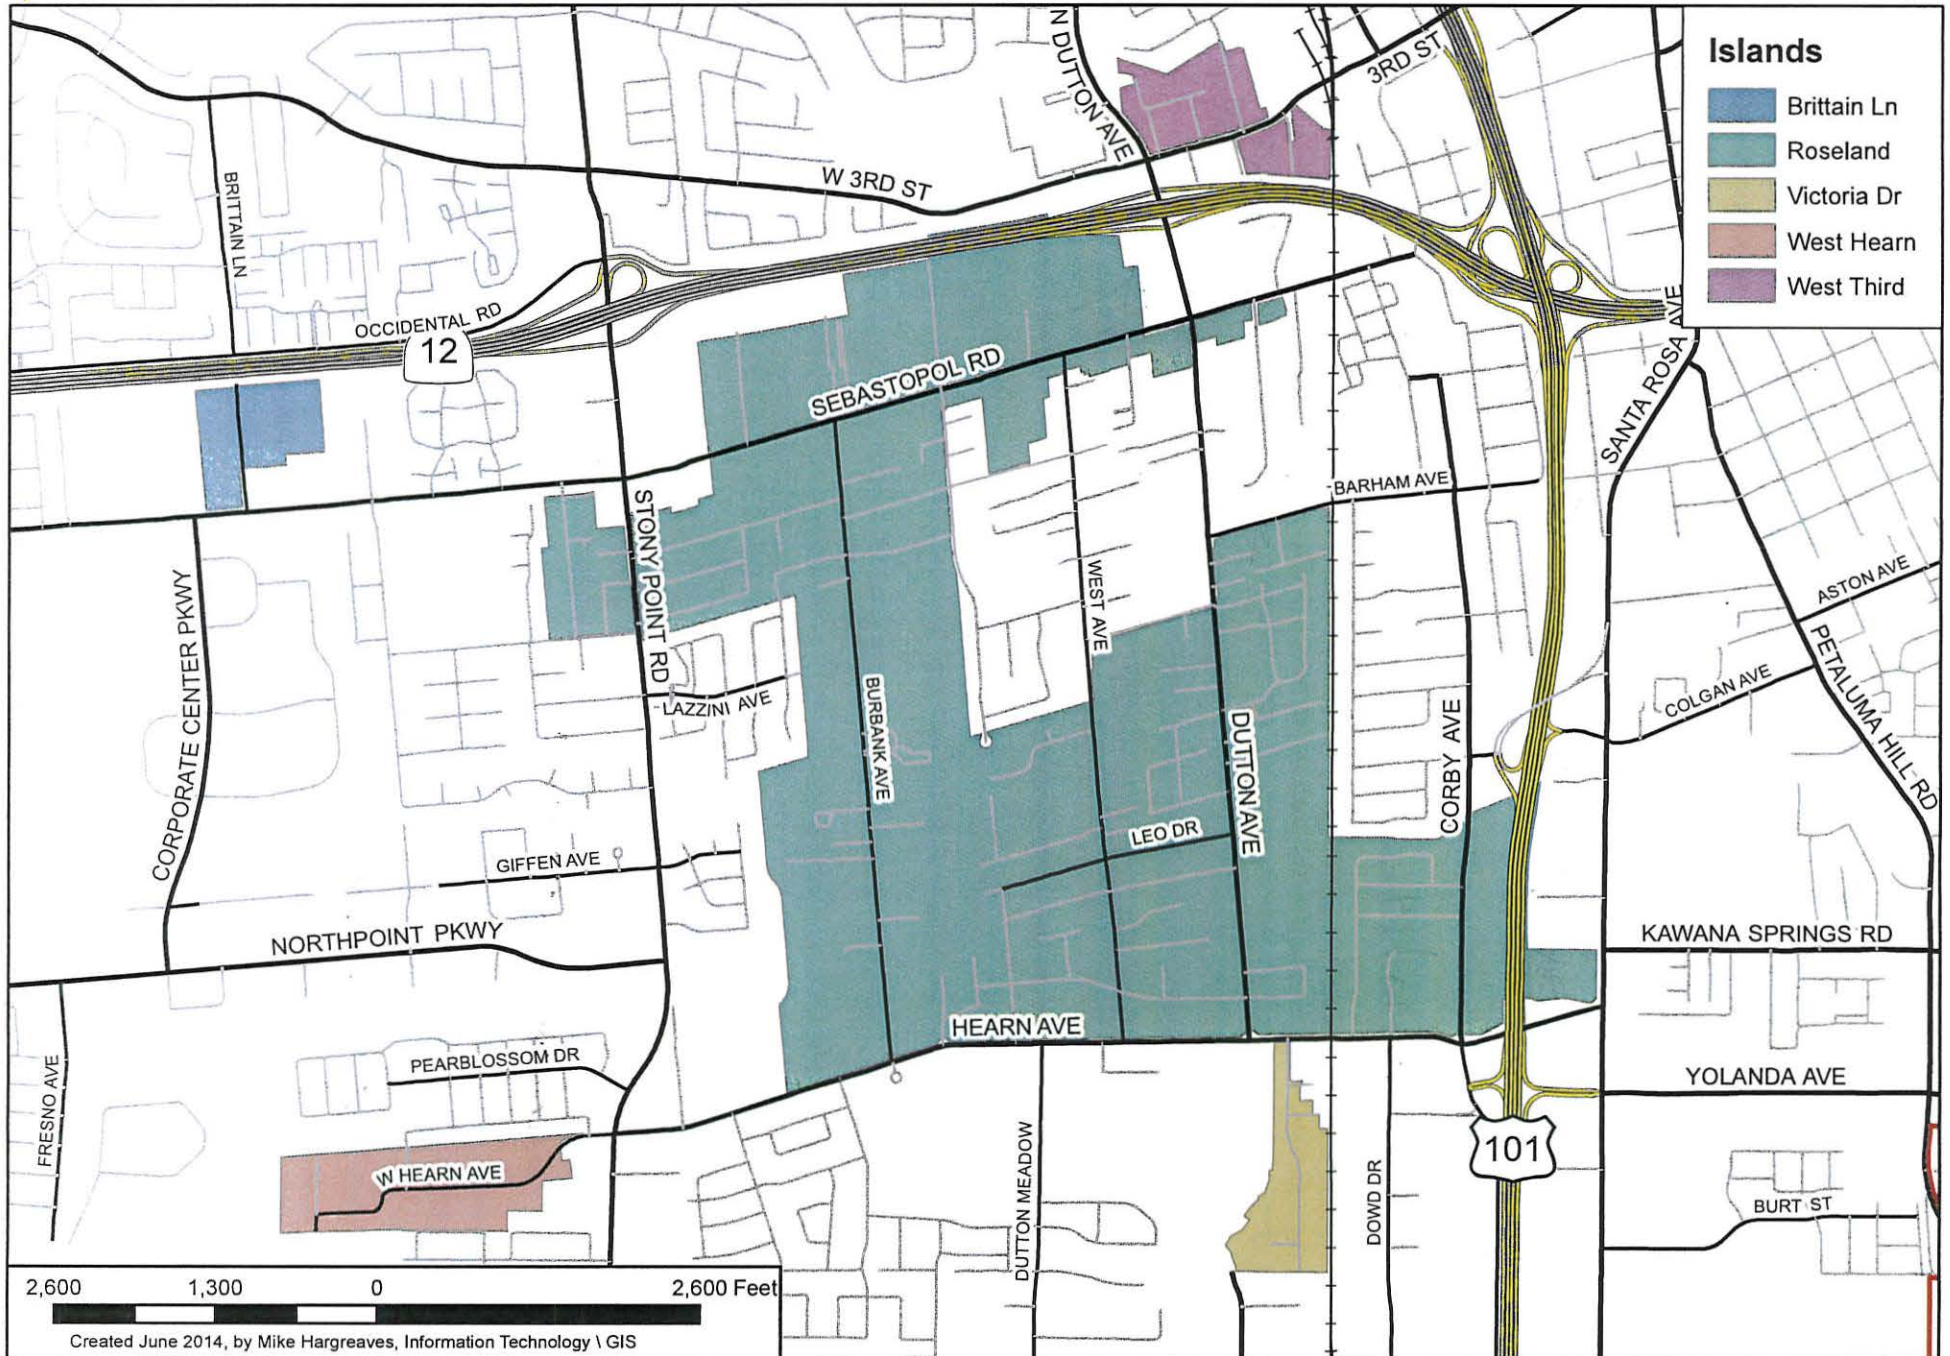 Islands
Brittain Ln
Roseland
Victoria Dr
West Hearn
West Third
N DUTTON AVE
3RD ST
W 3RD ST
BRITTAIN LN
OCCIDENTAL RD
12
SEBASTOPOL RD
SANTA ROSA AVE
BARHAM AVE
STONY POINT RD
WEST AVE
ASTON AVE
CORPORATE CENTER PKWY
LAZZINI AVE
BURBANK AVE
DUTTON AVE
CORBY AVE
COLGAN AVE
PETALUMA HILL RD
LEO DR
GIFFEN AVE
NORTHPOINT PKWY
KAWANA SPRINGS RD
HEARN AVE
PEARBLOSSOM DR
FRESNO AVE
YOLANDA AVE
W HEARN AVE
DUTTON MEADOW
DOWD DR
101
BURT ST
2,600 1,300 0 2,600 Feet
Created June 2014, by Mike Hargreaves, Information Technology \ GIS